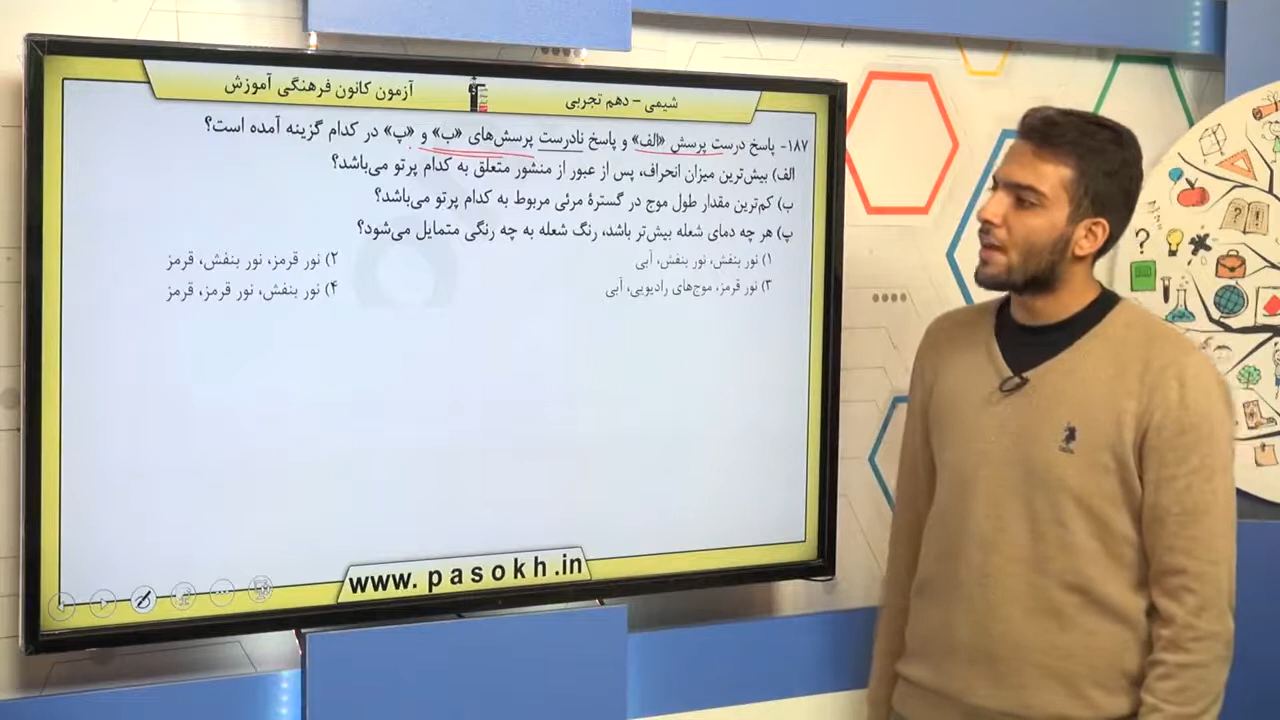 آزمون کانون فرهنگی آموزش
شیمی - دهم تجربی
۱۸۷- پاسخ درست پرسش «الف» و پاسخ نادرست پرسش‌های «ب» و «پ» در کدام گزینه آمده است؟
الف) بیش‌ترین میزان انحراف، پس از عبور از منشور متعلق به کدام پرتو می‌باشد؟
ب) کم‌ترین مقدار طول موج در گسترهٔ مرئی مربوط به کدام پرتو می‌باشد؟
پ) هر چه دمای شعله بیش‌تر باشد، رنگ شعله به چه رنگی متمایل می‌شود؟
۱) نور بنفش، نور بنفش، آبی
۲) نور قرمز، نور بنفش، قرمز
۳) نور قرمز، موج‌های رادیویی، آبی
۴) نور بنفش، نور قرمز، قرمز
www.pasokh.in